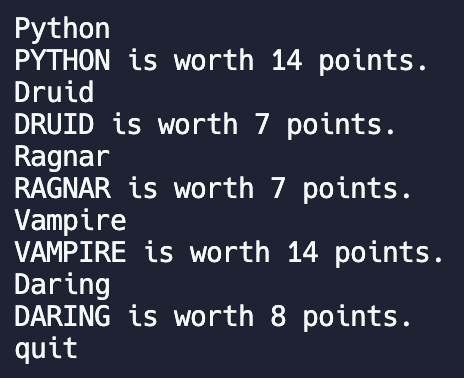 Python
PYTHON is worth 14 points.
Druid
DRUID is worth 7 points.
Ragnar
RAGNAR is worth 7 points.
Vampire
VAMPIRE is worth 14 points.
Daring
DARING is worth 8 points.
quit